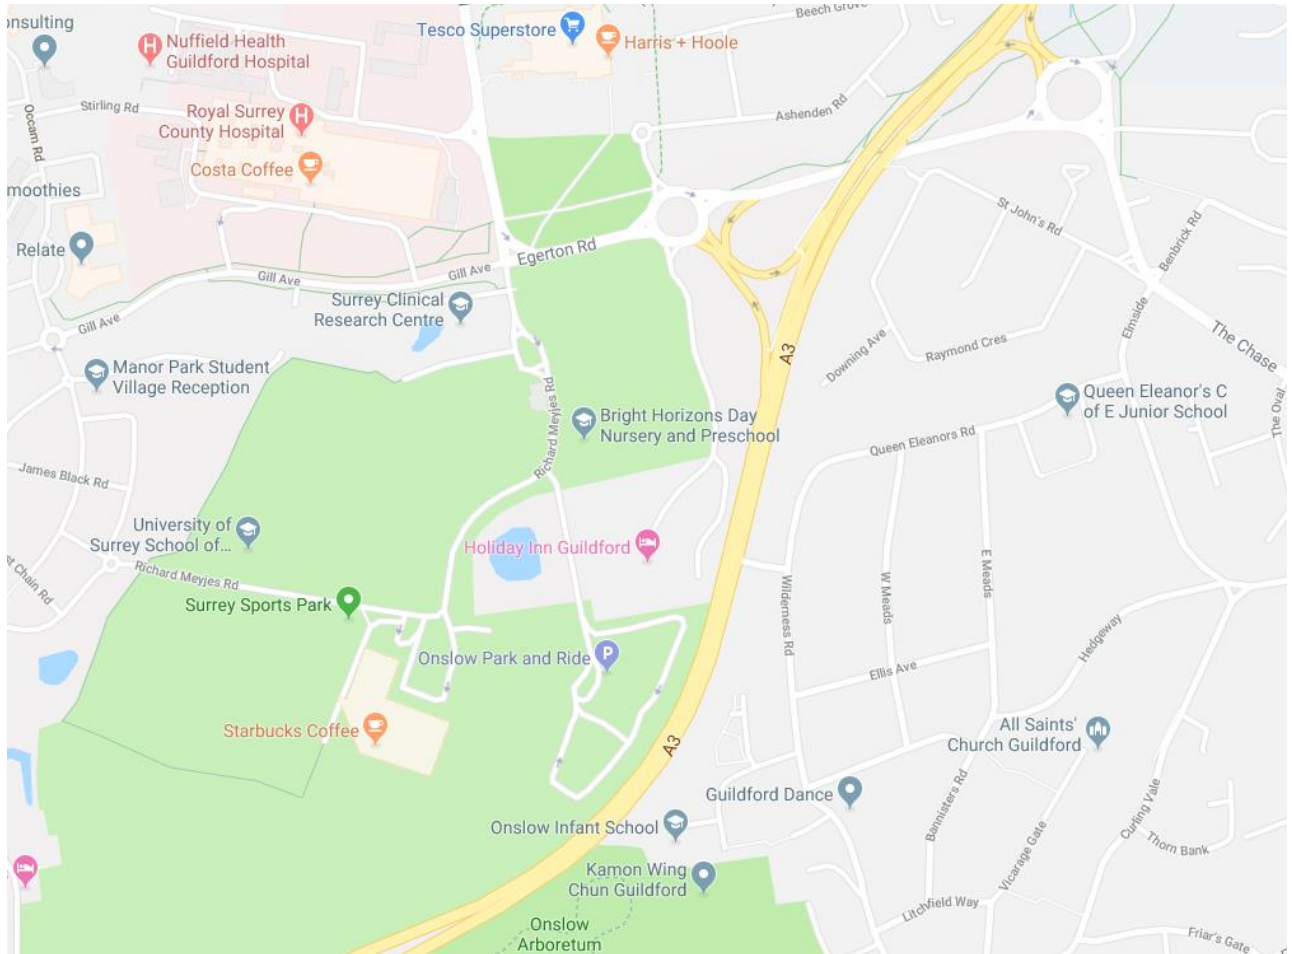 onsulting
Nuffield Health
Guildford Hospital
Tesco Superstore
Harris + Hoole
Beech Grove
Occam Rd
Stirling Rd
Royal Surrey
County Hospital
Costa Coffee
Ashenden Rd
moothies
St John's Rd
Relate
Egerton Rd
Benbrick Rd
Gill Ave
Gill Ave
Surrey Clinical
Research Centre
Gill Ave
Elmside
The Chase
A3
Downing Ave
Raymond Cres
Manor Park Student
Village Reception
Richard Meyjes Rd
Bright Horizons Day
Nursery and Preschool
Queen Eleanor's C
of E Junior School
The Oval
Queen Eleanors Rd
James Black Rd
University of
Surrey School of...
Holiday Inn Guildford
st Chain Rd
Richard Meyjes Rd
Surrey Sports Park
Wilderness Rd
W Meads
E Meads
Hedgeway
Onslow Park and Ride
P
Ellis Ave
Starbucks Coffee
A3
All Saints'
Church Guildford
Guildford Dance
Bannisters Rd
Curling Vale
Onslow Infant School
Vicarage Gate
Thorn Bank
Kamon Wing
Chun Guildford
Litchfield Way
Onslow
Arboretum
Friar's Gate